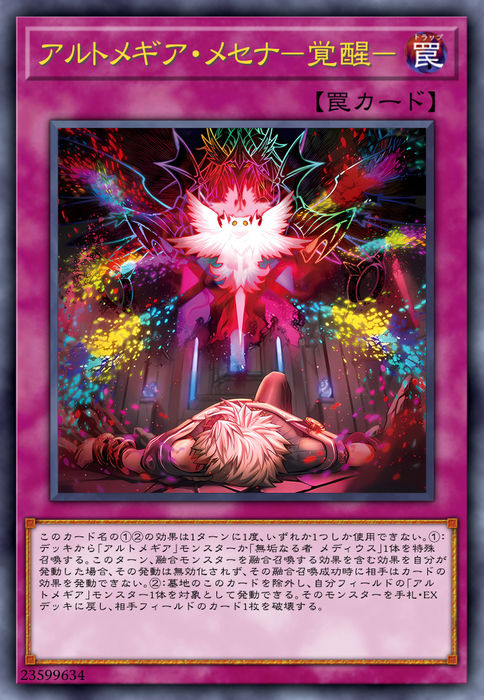 アルトメギア・メセナ－覚醒－
トラップ
罠
【罠カード】
このカード名の①②の効果は1ターンに1度、いずれか1つしか使用できない。①：
デッキから「アルトメギア」モンスターか「無垢なる者 メディウス」1体を特殊
召喚する。このターン、融合モンスターを融合召喚する効果を含む効果を自分が
発動した場合、その発動は無効化されず、その融合召喚成功時に相手はカードの
効果を発動できない。②：墓地のこのカードを除外し、自分フィールドの「アル
トメギア」モンスター1体を対象として発動できる。そのモンスターを手札・EX
デッキに戻し、相手フィールドのカード1枚を破壊する。
23599634